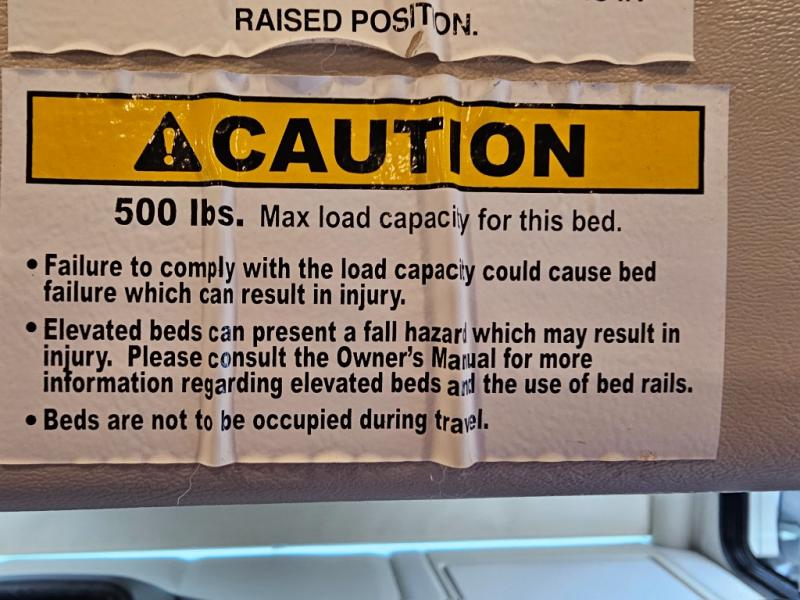 RAISED POSITION.
CAUTION
500 lbs. Max load capacity for this bed.
• Failure to comply with the load capacity could cause bed
failure which can result in injury.
• Elevated beds can present a fall hazard which may result in
injury. Please consult the Owner's Manual for more
information regarding elevated beds and the use of bed rails.
• Beds are not to be occupied during travel.